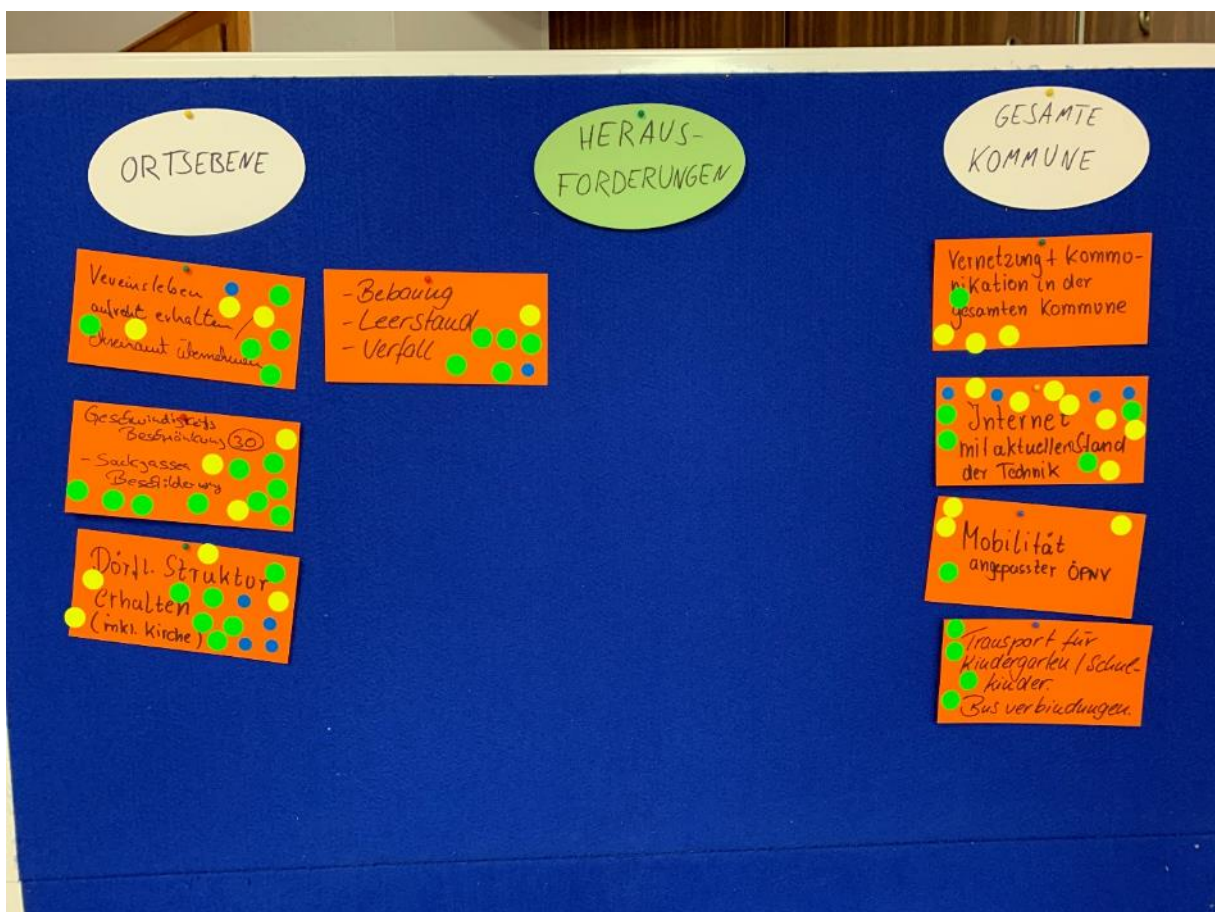 ORTSEBENE
HERAUS-
FORDERUNGEN
GESAMTE
KOMMUNE
Vereinsleben
aufrecht erhalten /
Ehrenamt übernehmen
- Bebauung
- Leerstand
- Verfall
Geschwindigkeits
Beschränkung 30
- Sackgassen
Beschilderung
Dörfl. Struktur
erhalten
(inkl. Kirche)
Vernetzung + Kommu-
nikation in der
gesamten Kommune
Internet
mit aktuellem Stand
der Technik
Mobilität
angepasster ÖPNV
Transport für
Kindergarten / Schul-
kinder.
Bus verbindungen.